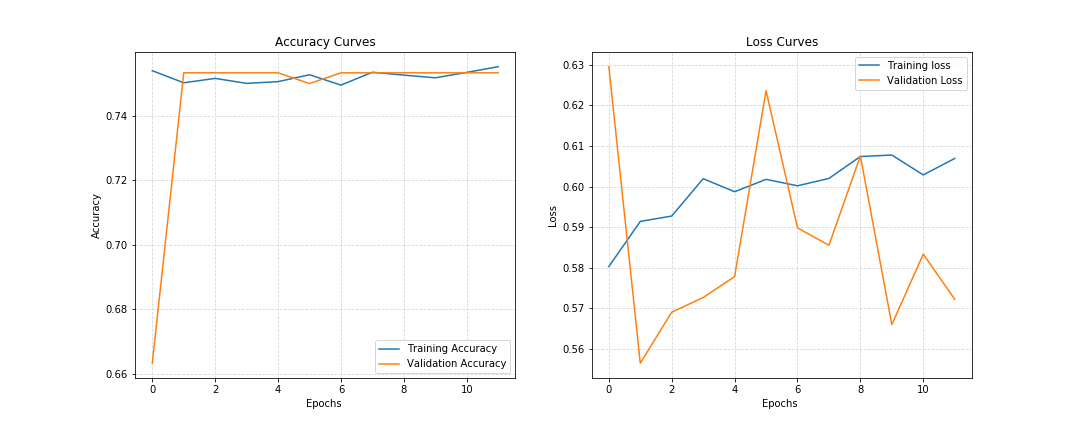 Accuracy Curves
0.74
0.72
0.70
0.68
0.66
Accuracy
0 2 4 6 8 10
Epochs
Training Accuracy
Validation Accuracy
Loss Curves
0.63
0.62
0.61
0.60
0.59
0.58
0.57
0.56
Loss
0 2 4 6 8 10
Epochs
Training loss
Validation Loss